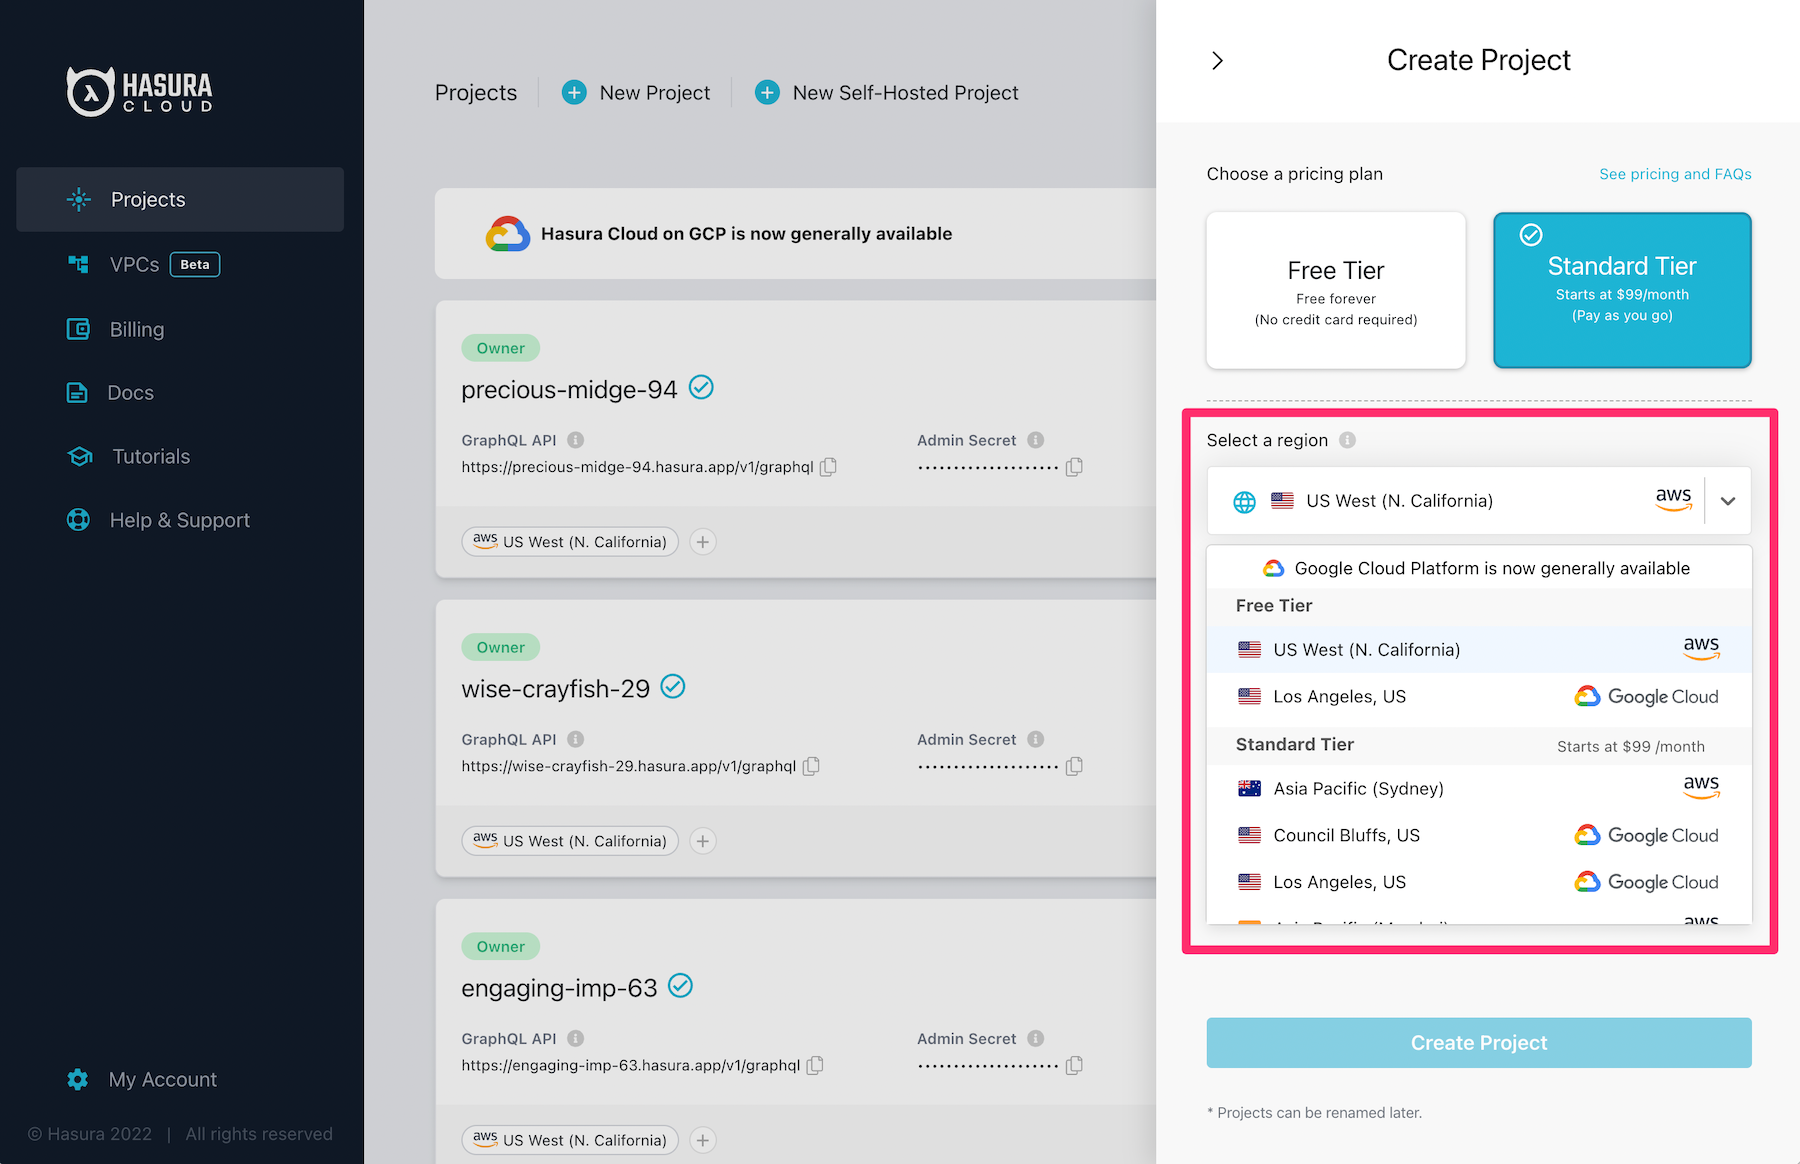 HASURA
CLOUD
Projects
VPCs Beta
Billing
Docs
Tutorials
Help & Support
My Account
© Hasura 2022 | All rights reserved
Projects
New Project
New Self-Hosted Project
Hasura Cloud on GCP is now generally available
Owner
precious-midge-94
GraphQL API
Admin Secret
https://precious-midge-94.hasura.app/v1/graphql
••••••••••••••••••••
aws US West (N. California)
Owner
wise-crayfish-29
GraphQL API
Admin Secret
https://wise-crayfish-29.hasura.app/v1/graphql
••••••••••••••••••••
aws US West (N. California)
Owner
engaging-imp-63
GraphQL API
Admin Secret
https://engaging-imp-63.hasura.app/v1/graphql
••••••••••••••••••••
aws US West (N. California)
Create Project
Choose a pricing plan
See pricing and FAQs
Free Tier
Free forever
(No credit card required)
Standard Tier
Starts at $99/month
(Pay as you go)
Select a region
US West (N. California) aws
Google Cloud Platform is now generally available
Free Tier
US West (N. California) aws
Los Angeles, US Google Cloud
Standard Tier Starts at $99 /month
Asia Pacific (Sydney) aws
Council Bluffs, US Google Cloud
Los Angeles, US Google Cloud
Asia Pacific (Mumbai) aws
Create Project
* Projects can be renamed later.